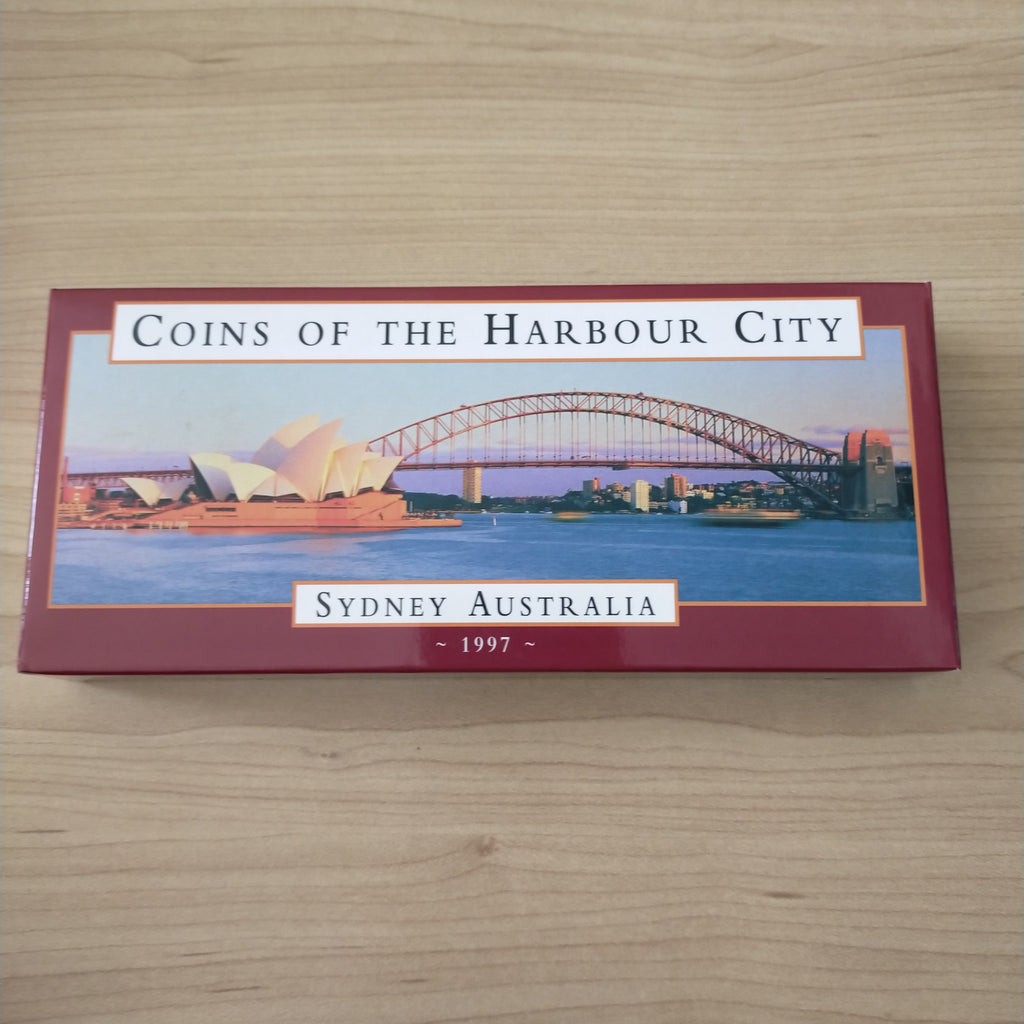 COINS OF THE HARBOUR CITY
SYDNEY AUSTRALIA
~ 1997 ~